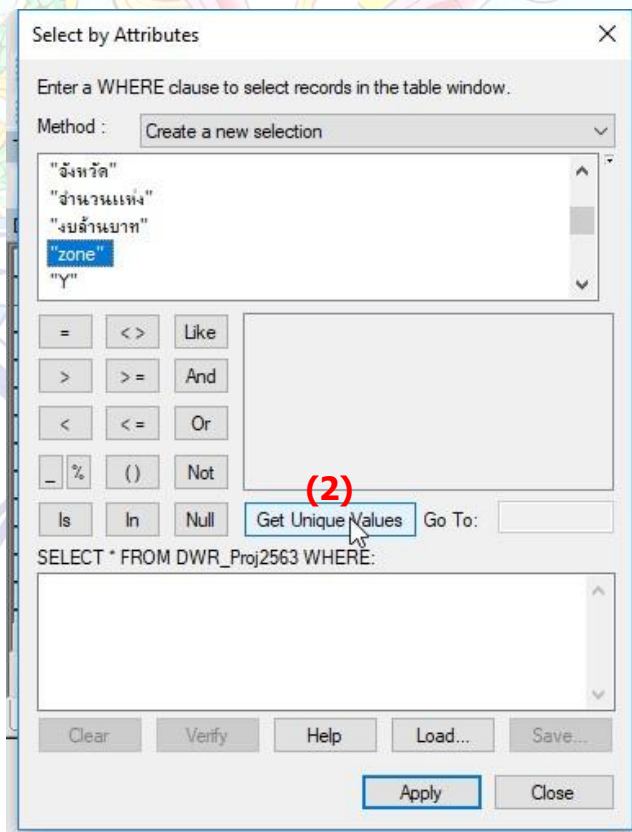 Select by Attributes
Enter a WHERE clause to select records in the table window.
Method : Create a new selection
"จังหวัด"
"จำนวนแห่ง"
"งบล้านบาท"
"zone"
"Y"
= < > Like
> > = And
< < = Or
_ % ( ) Not
(2)
Is In Null Get Unique Values Go To:
SELECT * FROM DWR_Proj2563 WHERE:
Clear Verify Help Load... Save...
Apply Close